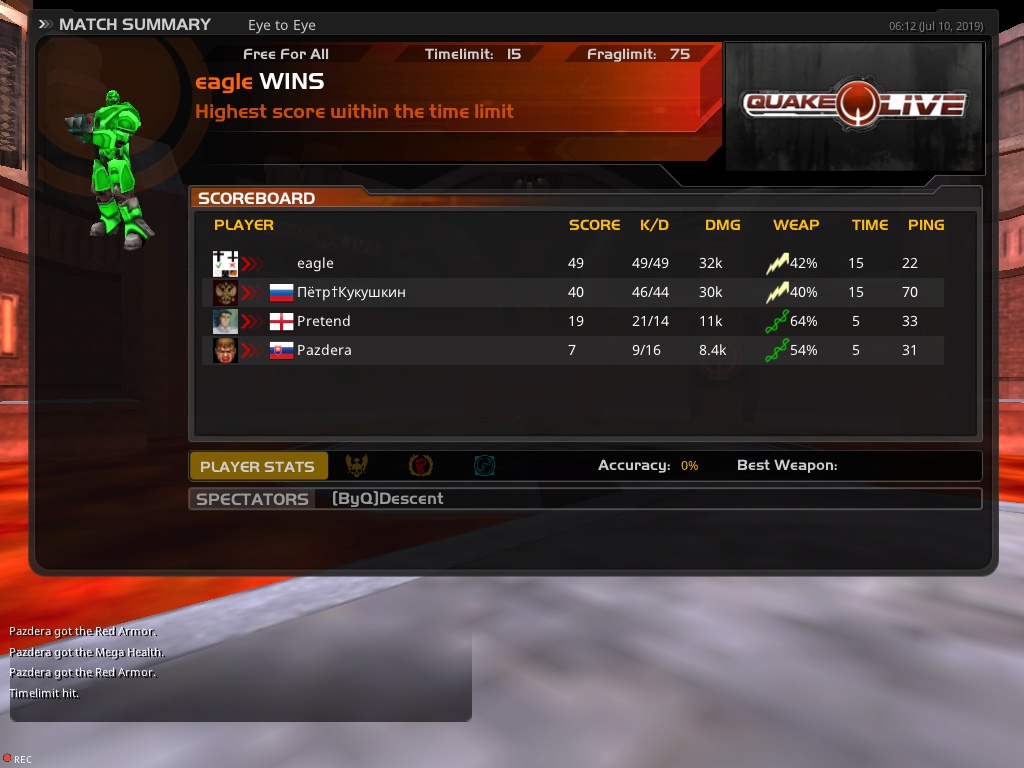 MATCH SUMMARY Eye to Eye 06:12 (Jul 10, 2019)
Free For All Timelimit: 15 Fraglimit: 75
eagle WINS
Highest score within the time limit
QUAKE LIVE
SCOREBOARD
PLAYER SCORE K/D DMG WEAP TIME PING
eagle 49 49/49 32k 42% 15 22
Пётр†Кукушкин 40 46/44 30k 40% 15 70
Pretend 19 21/14 11k 64% 5 33
Pazdera 7 9/16 8.4k 54% 5 31
PLAYER STATS Accuracy: 0% Best Weapon:
SPECTATORS [ByQ]Descent
Pazdera got the Red Armor.
Pazdera got the Mega Health.
Pazdera got the Red Armor.
Timelimit hit.
REC